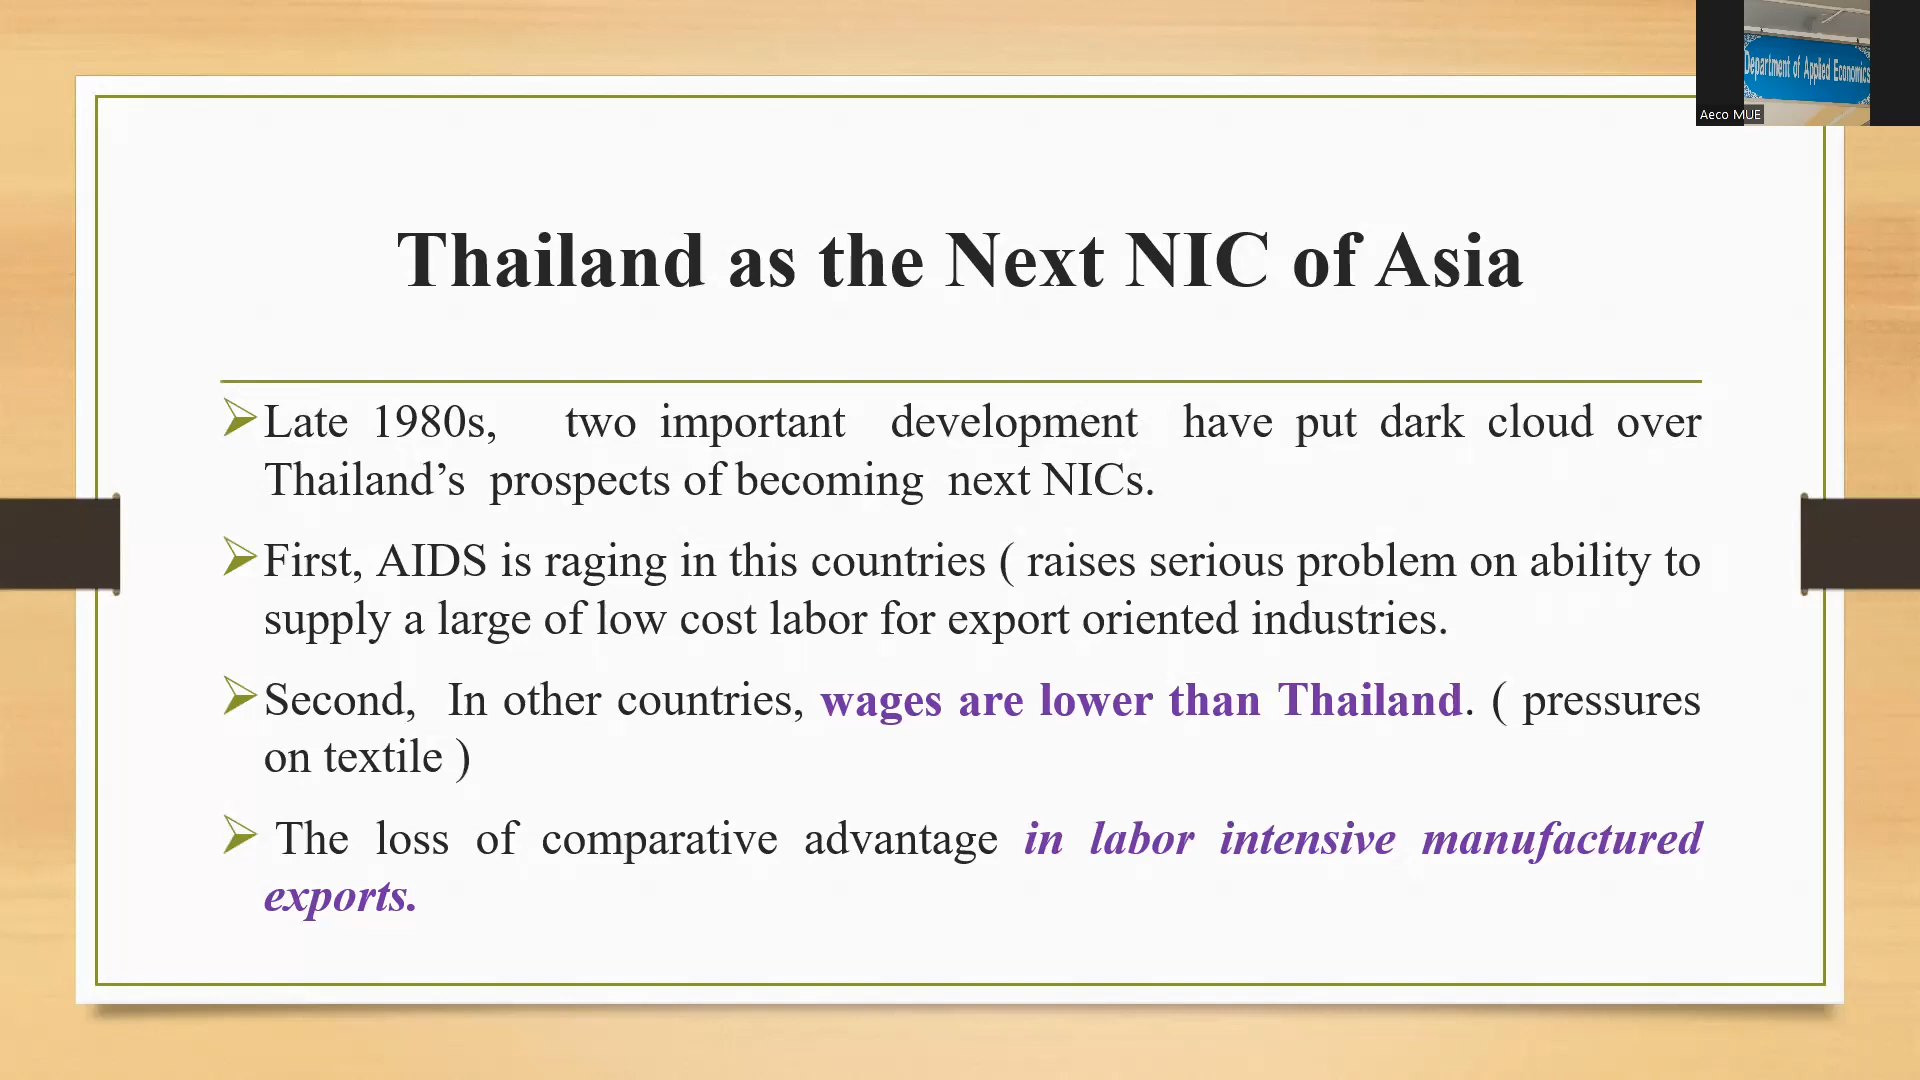 Department of Applied Economics
Aeco MUE
Thailand as the Next NIC of Asia
Late 1980s, two important development have put dark cloud over
Thailand’s prospects of becoming next NICs.
First, AIDS is raging in this countries ( raises serious problem on ability to
supply a large of low cost labor for export oriented industries.
Second, In other countries, wages are lower than Thailand. ( pressures
on textile )
The loss of comparative advantage in labor intensive manufactured
exports.